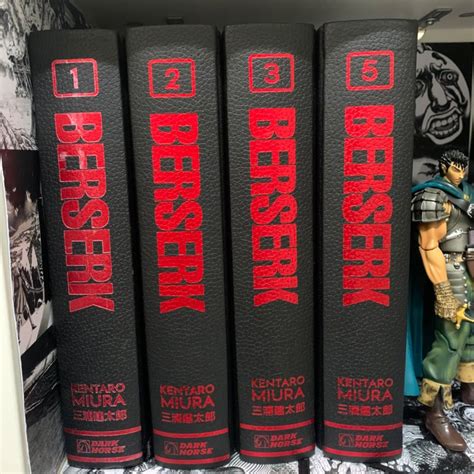 1
BERSERK
KENTARO
MIURA
三浦建太郎
DARK
HORSE
2
BERSERK
KENTARO
MIURA
三浦建太郎
DARK
HORSE
3
BERSERK
KENTARO
MIURA
三浦建太郎
DARK
HORSE
5
BERSERK
KENTARO
MIURA
三浦建太郎
DARK
HORSE